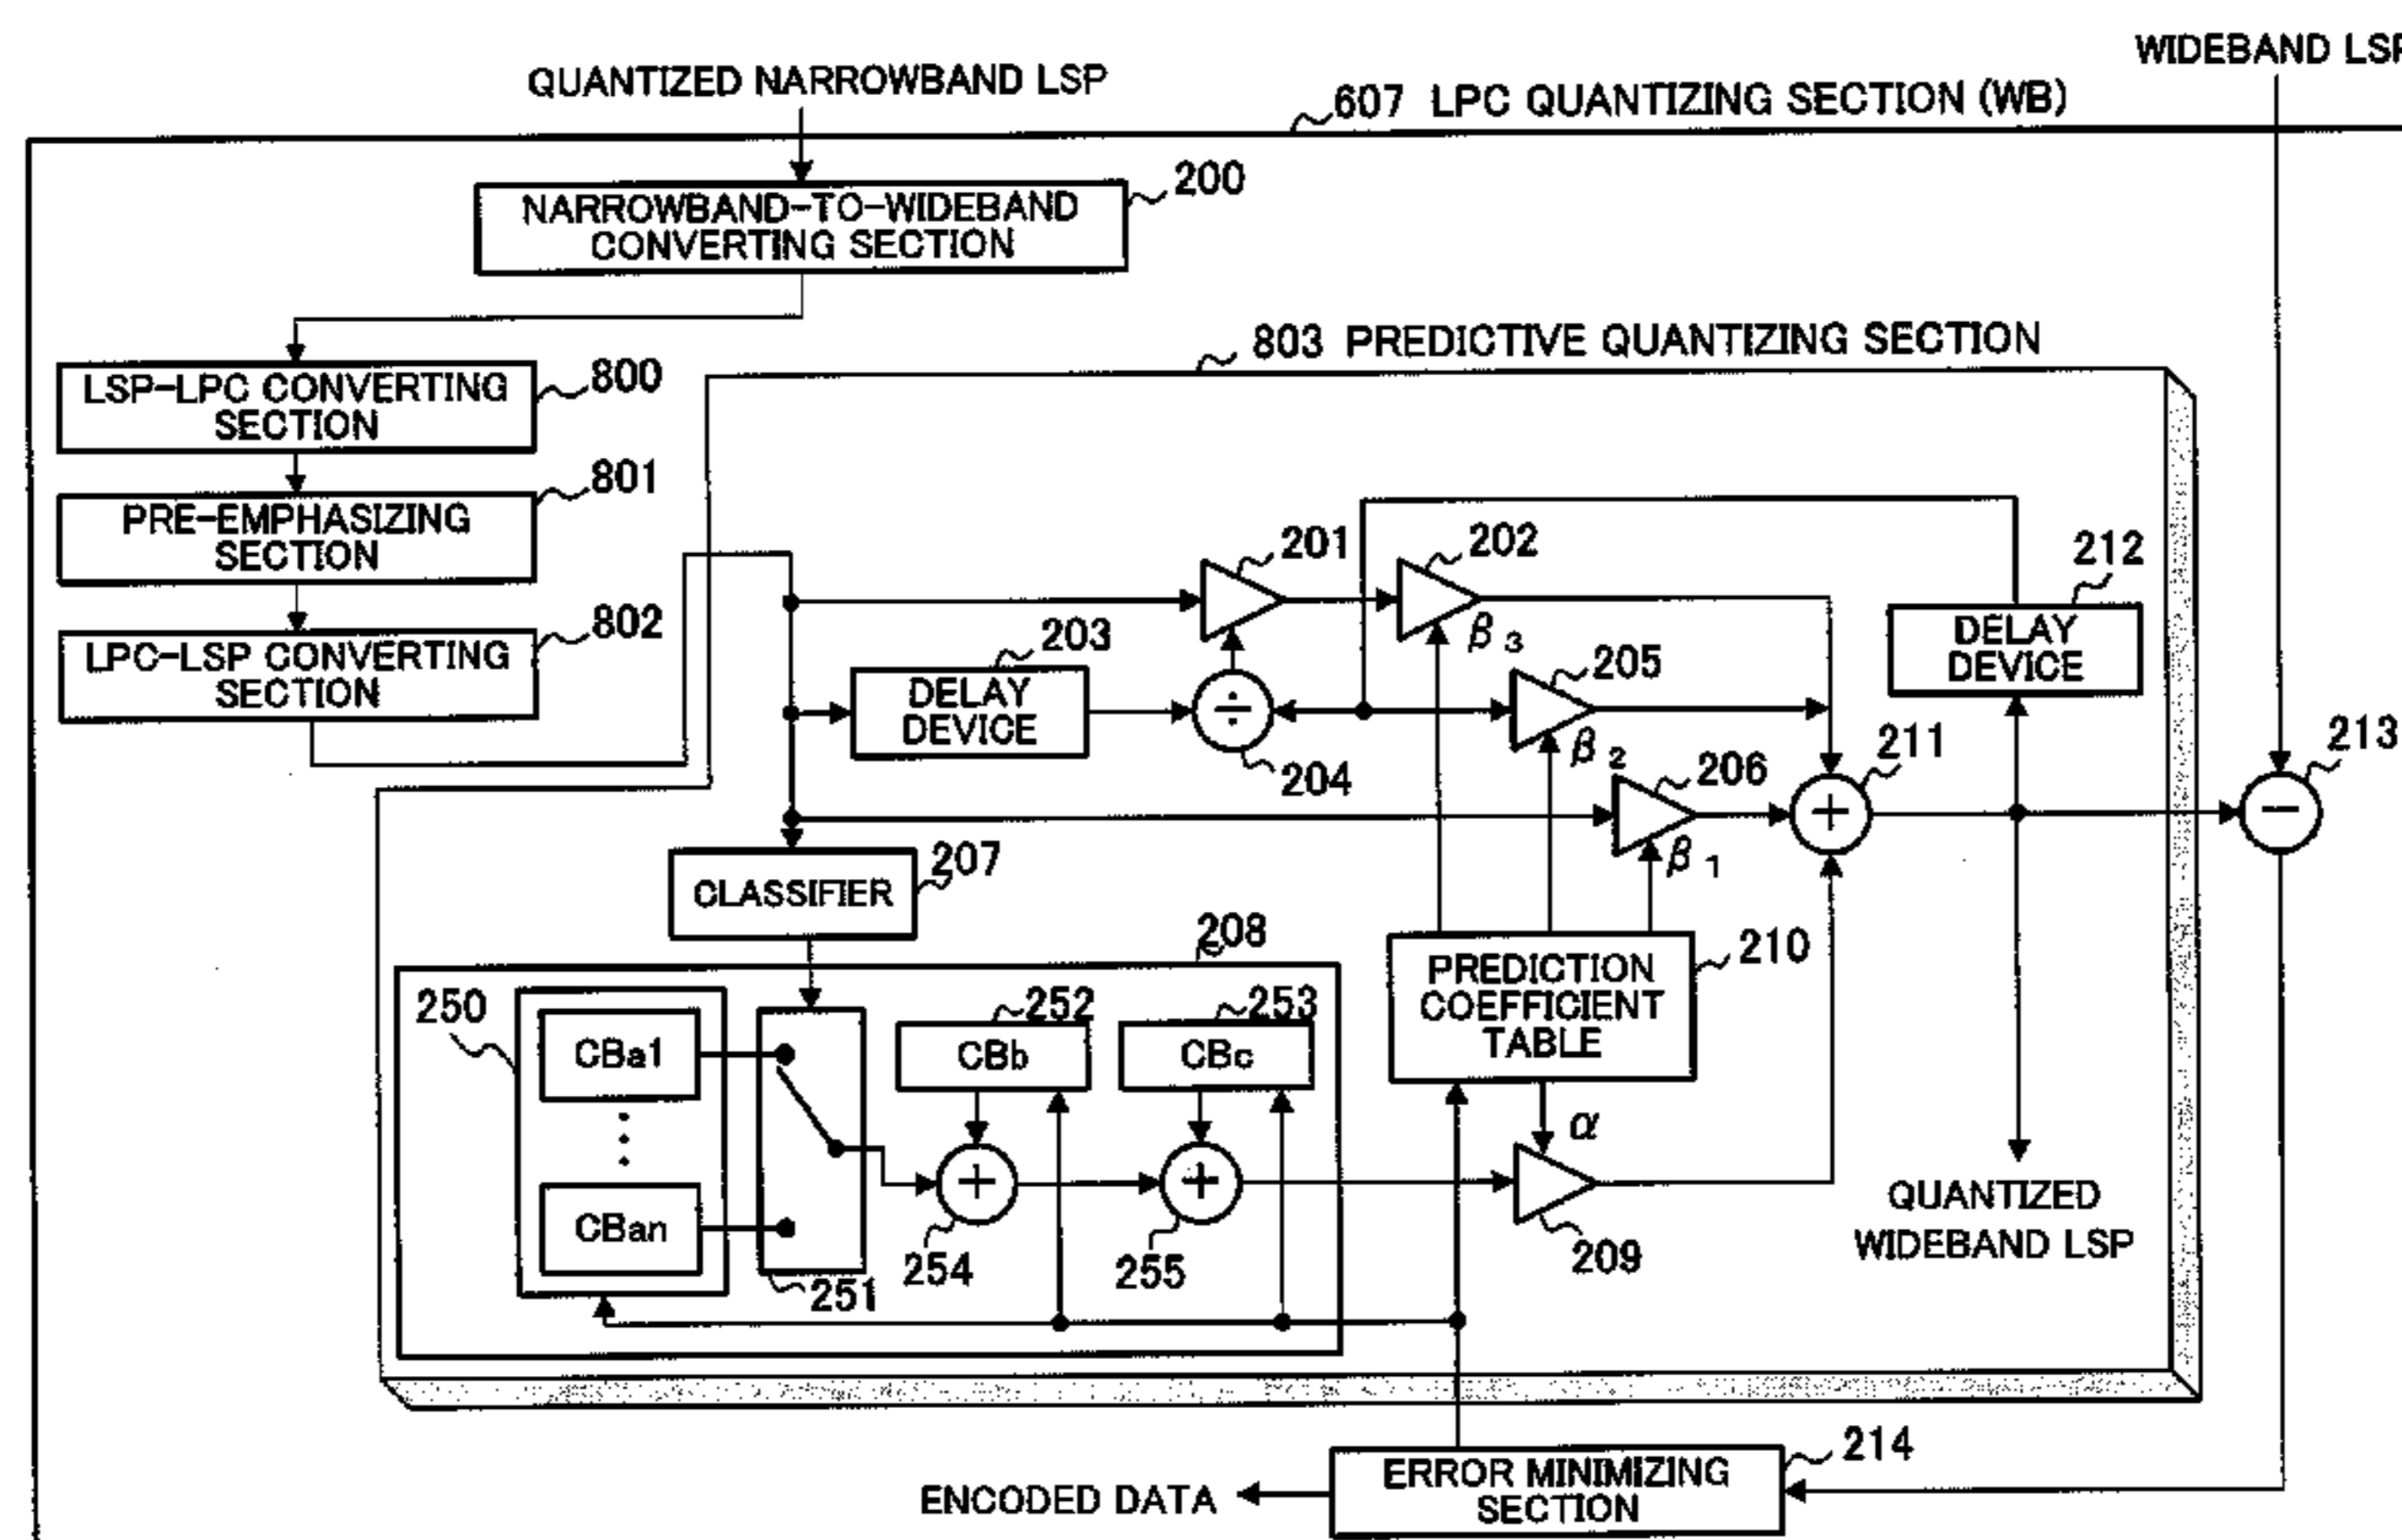 WIDEBAND LSP
QUANTIZED NARROWBAND LSP
607 LPC QUANTIZING SECTION (WB)
200
NARROWBAND-TO-WIDEBAND
CONVERTING SECTION
803 PREDICTIVE QUANTIZING SECTION
800
LSP-LPC CONVERTING
SECTION
801
PRE-EMPHASIZING
SECTION
802
LPC-LSP CONVERTING
SECTION
201
202
β3
212
DELAY
DEVICE
203
DELAY
DEVICE
÷
204
205
β2
206
β1
211
+
213
−
207
CLASSIFIER
208
210
PREDICTION
COEFFICIENT
TABLE
250
CBa1
CBan
251
252
CBb
253
CBc
+
254
+
255
α
209
QUANTIZED
WIDEBAND LSP
214
ERROR MINIMIZING
SECTION
ENCODED DATA